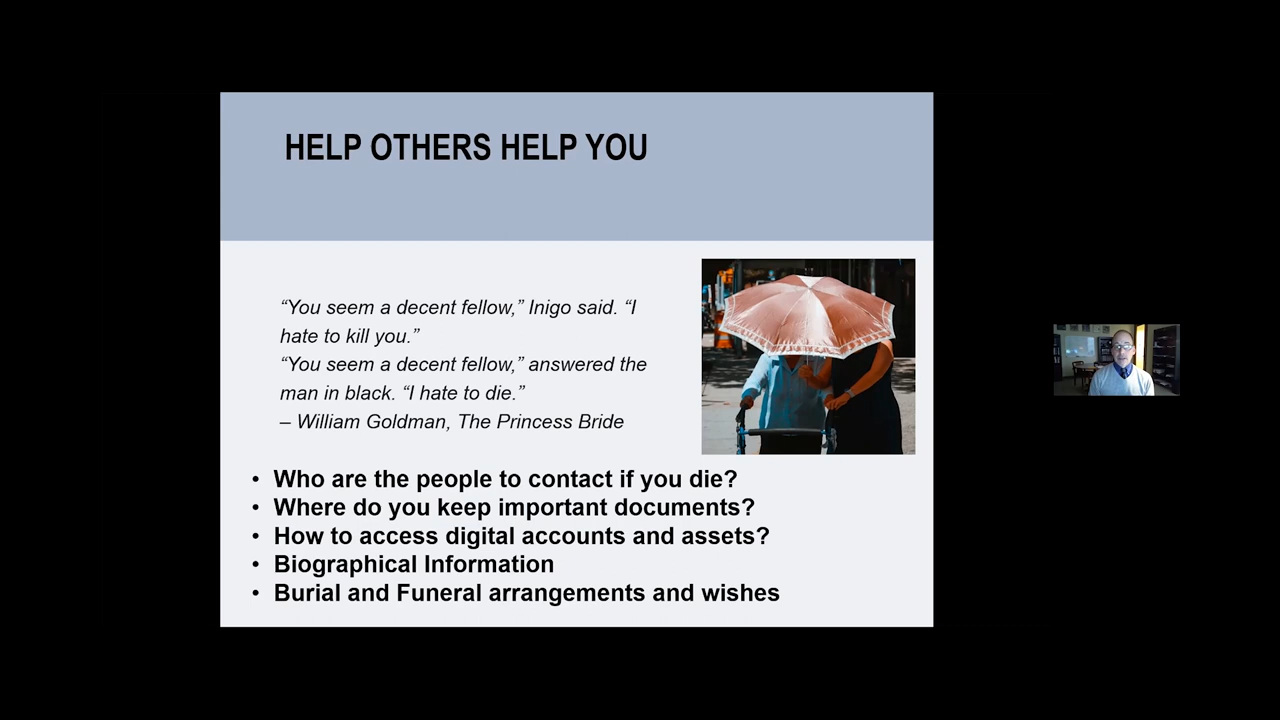 HELP OTHERS HELP YOU
“You seem a decent fellow,” Inigo said. “I
hate to kill you.”
“You seem a decent fellow,” answered the
man in black. “I hate to die.”
– William Goldman, The Princess Bride
• Who are the people to contact if you die?
• Where do you keep important documents?
• How to access digital accounts and assets?
• Biographical Information
• Burial and Funeral arrangements and wishes